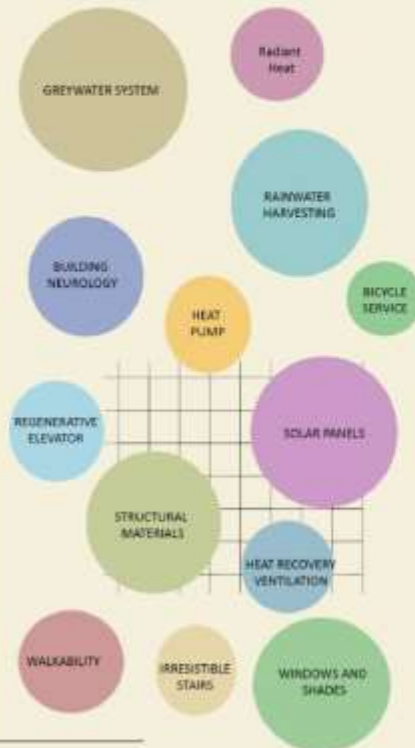 GREYWATER SYSTEM
Radiant
Heat
RAINWATER
HARVESTING
BUILDING
NEUROLOGY
BICYCLE
SERVICE
HEAT
PUMP
REGENERATIVE
ELEVATOR
SOLAR PANELS
STRUCTURAL
MATERIALS
HEAT RECOVERY
VENTILATION
WALKABILITY
IRRESISTIBLE
STAIRS
WINDOWS AND
SHADES